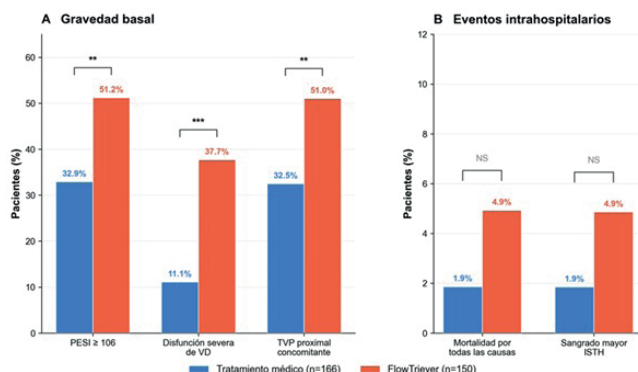 A Gravedad basal
Pacientes (%)
60
50
40
30
20
10
0
**
32.9%
51.2%
***
11.1%
37.7%
**
32.5%
51.0%
PESI ≥ 106
Disfunción severa
de VD
TVP proximal
concomitante
B Eventos intrahospitalarios
Pacientes (%)
12
10
8
6
4
2
0
NS
1.9%
4.9%
NS
1.9%
4.9%
Mortalidad por
todas las causas
Sangrado mayor
ISTH
Tratamiento médico (n=166)
FlowTriever (n=150)